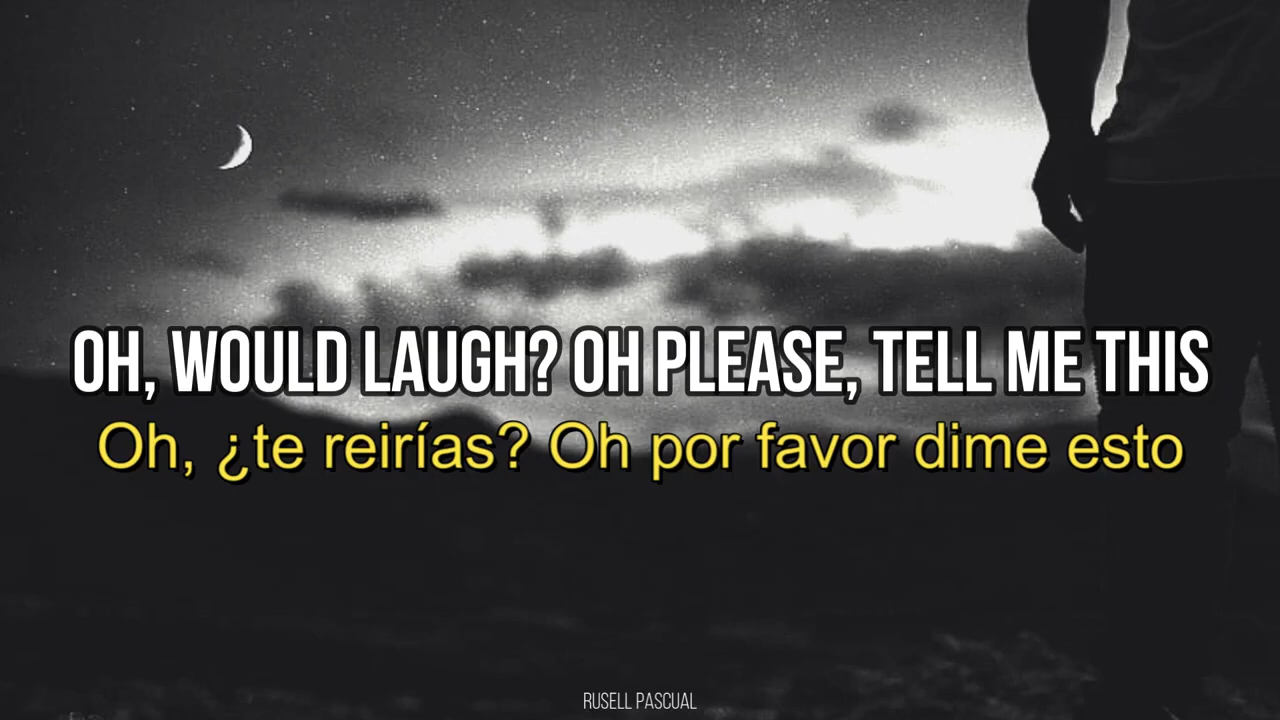 OH, WOULD LAUGH? OH PLEASE, TELL ME THIS
Oh, ¿te reirías? Oh por favor dime esto
RUSELL PASCUAL